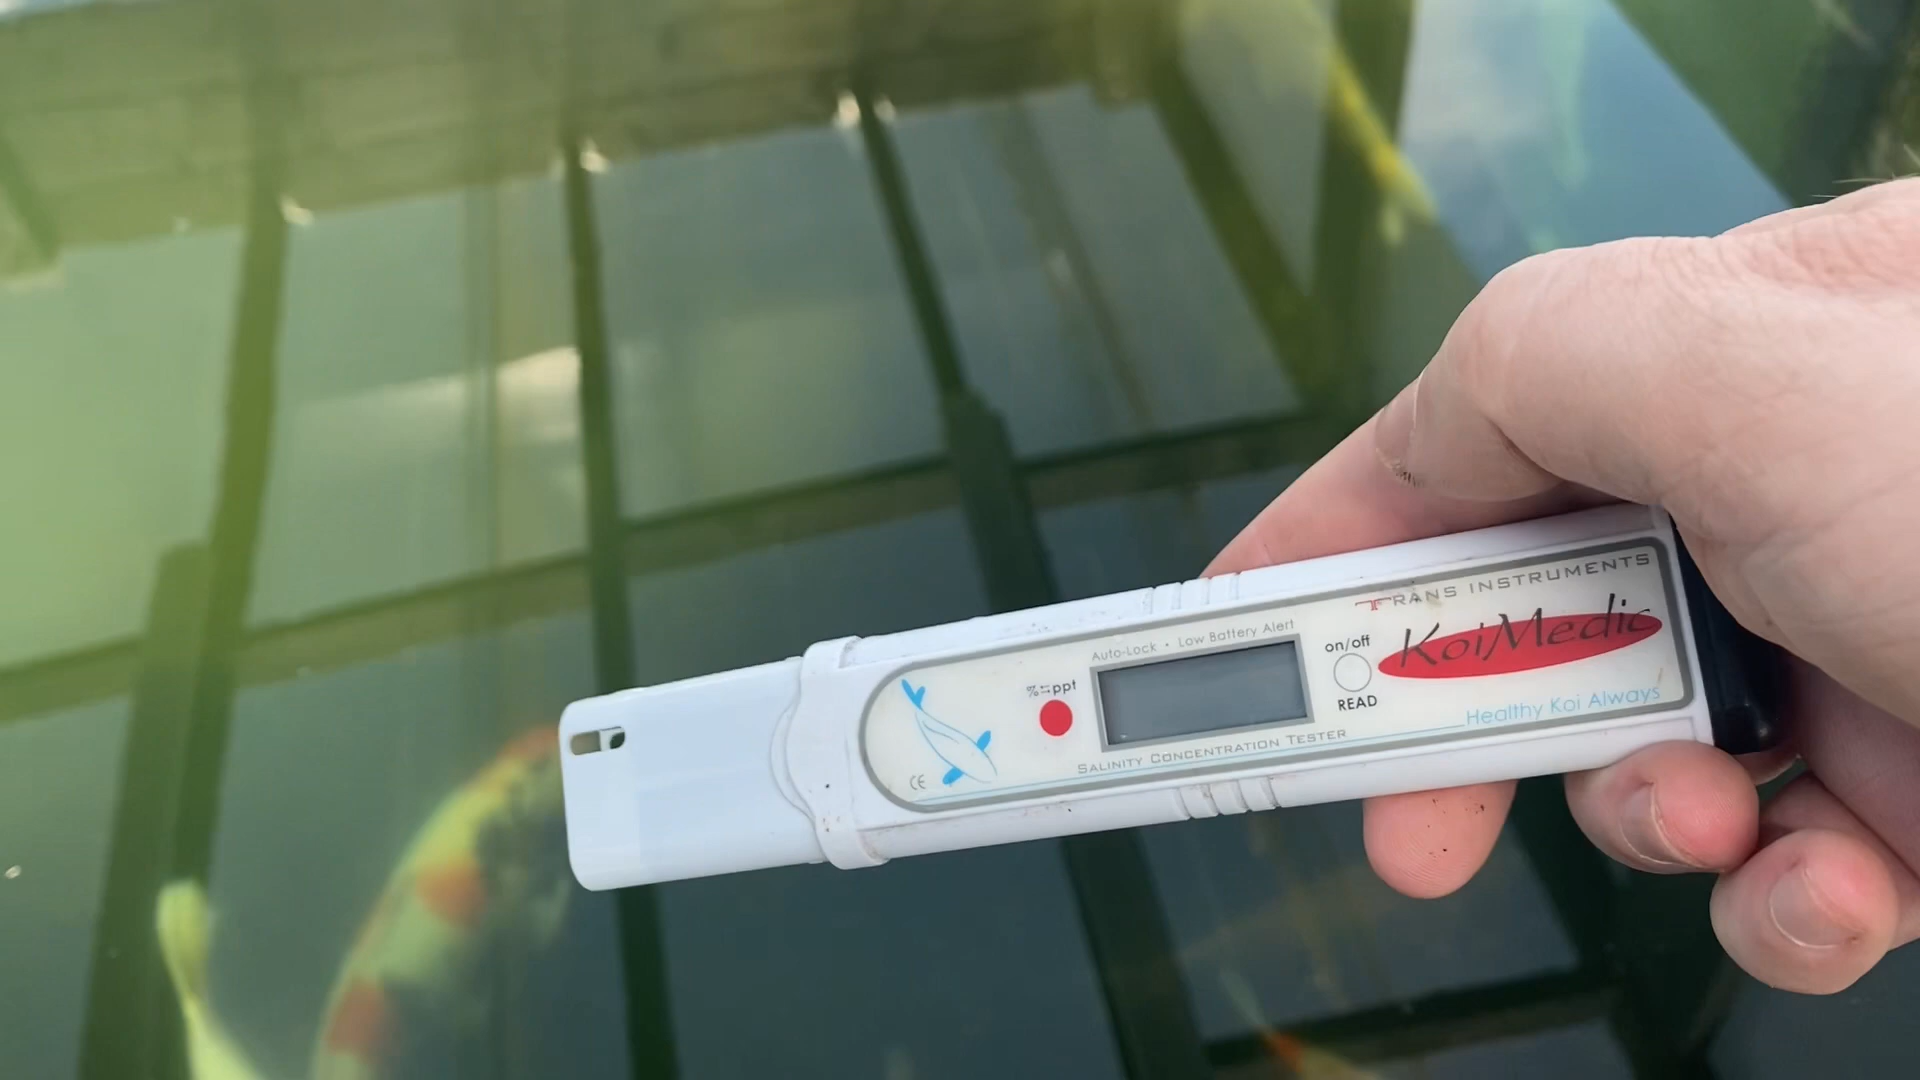 TRANS INSTRUMENTS
KoiMedic
Healthy Koi Always
on/off
READ
Auto-Lock • Low Battery Alert
%⇆ppt
SALINITY CONCENTRATION TESTER
CE